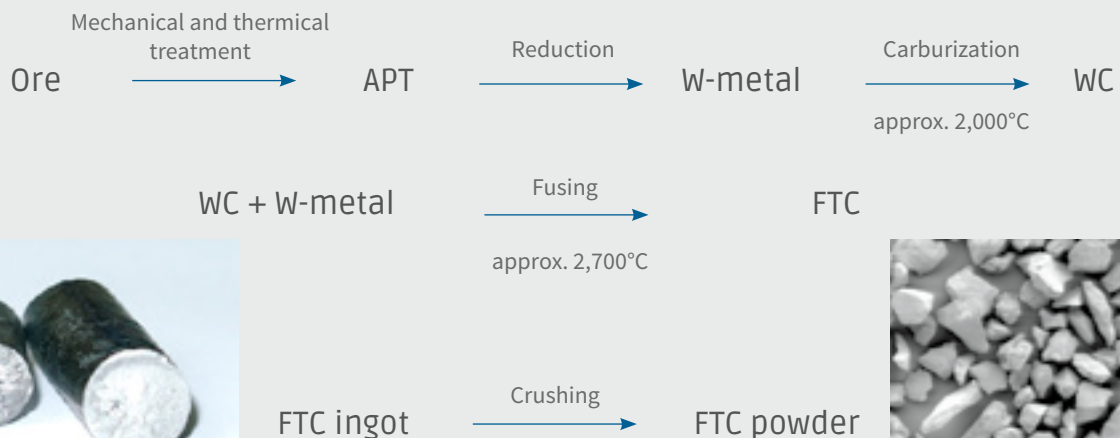 Mechanical and thermical
treatment
Ore
APT
Reduction
W-metal
Carburization
WC
approx. 2,000°C
WC + W-metal
Fusing
FTC
approx. 2,700°C
FTC ingot
Crushing
FTC powder